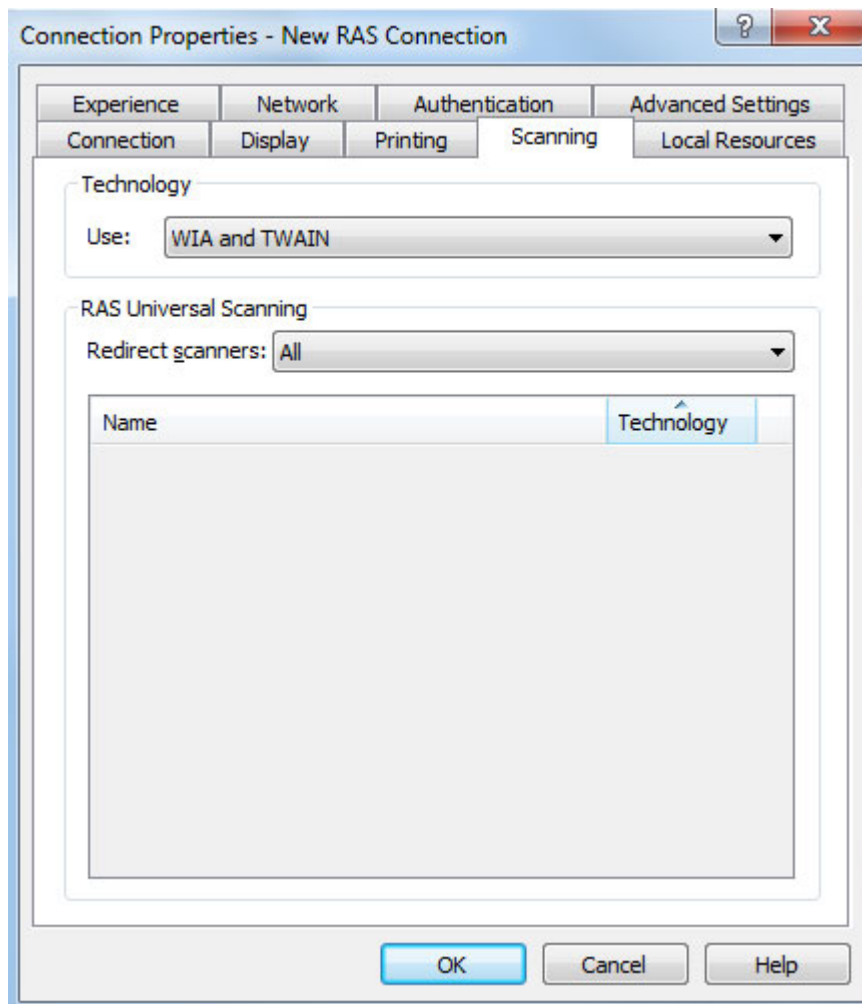 Connection Properties - New RAS Connection
Experience Network Authentication Advanced Settings
Connection Display Printing Scanning Local Resources
Technology
Use: WIA and TWAIN
RAS Universal Scanning
Redirect scanners: All
Name Technology
OK Cancel Help